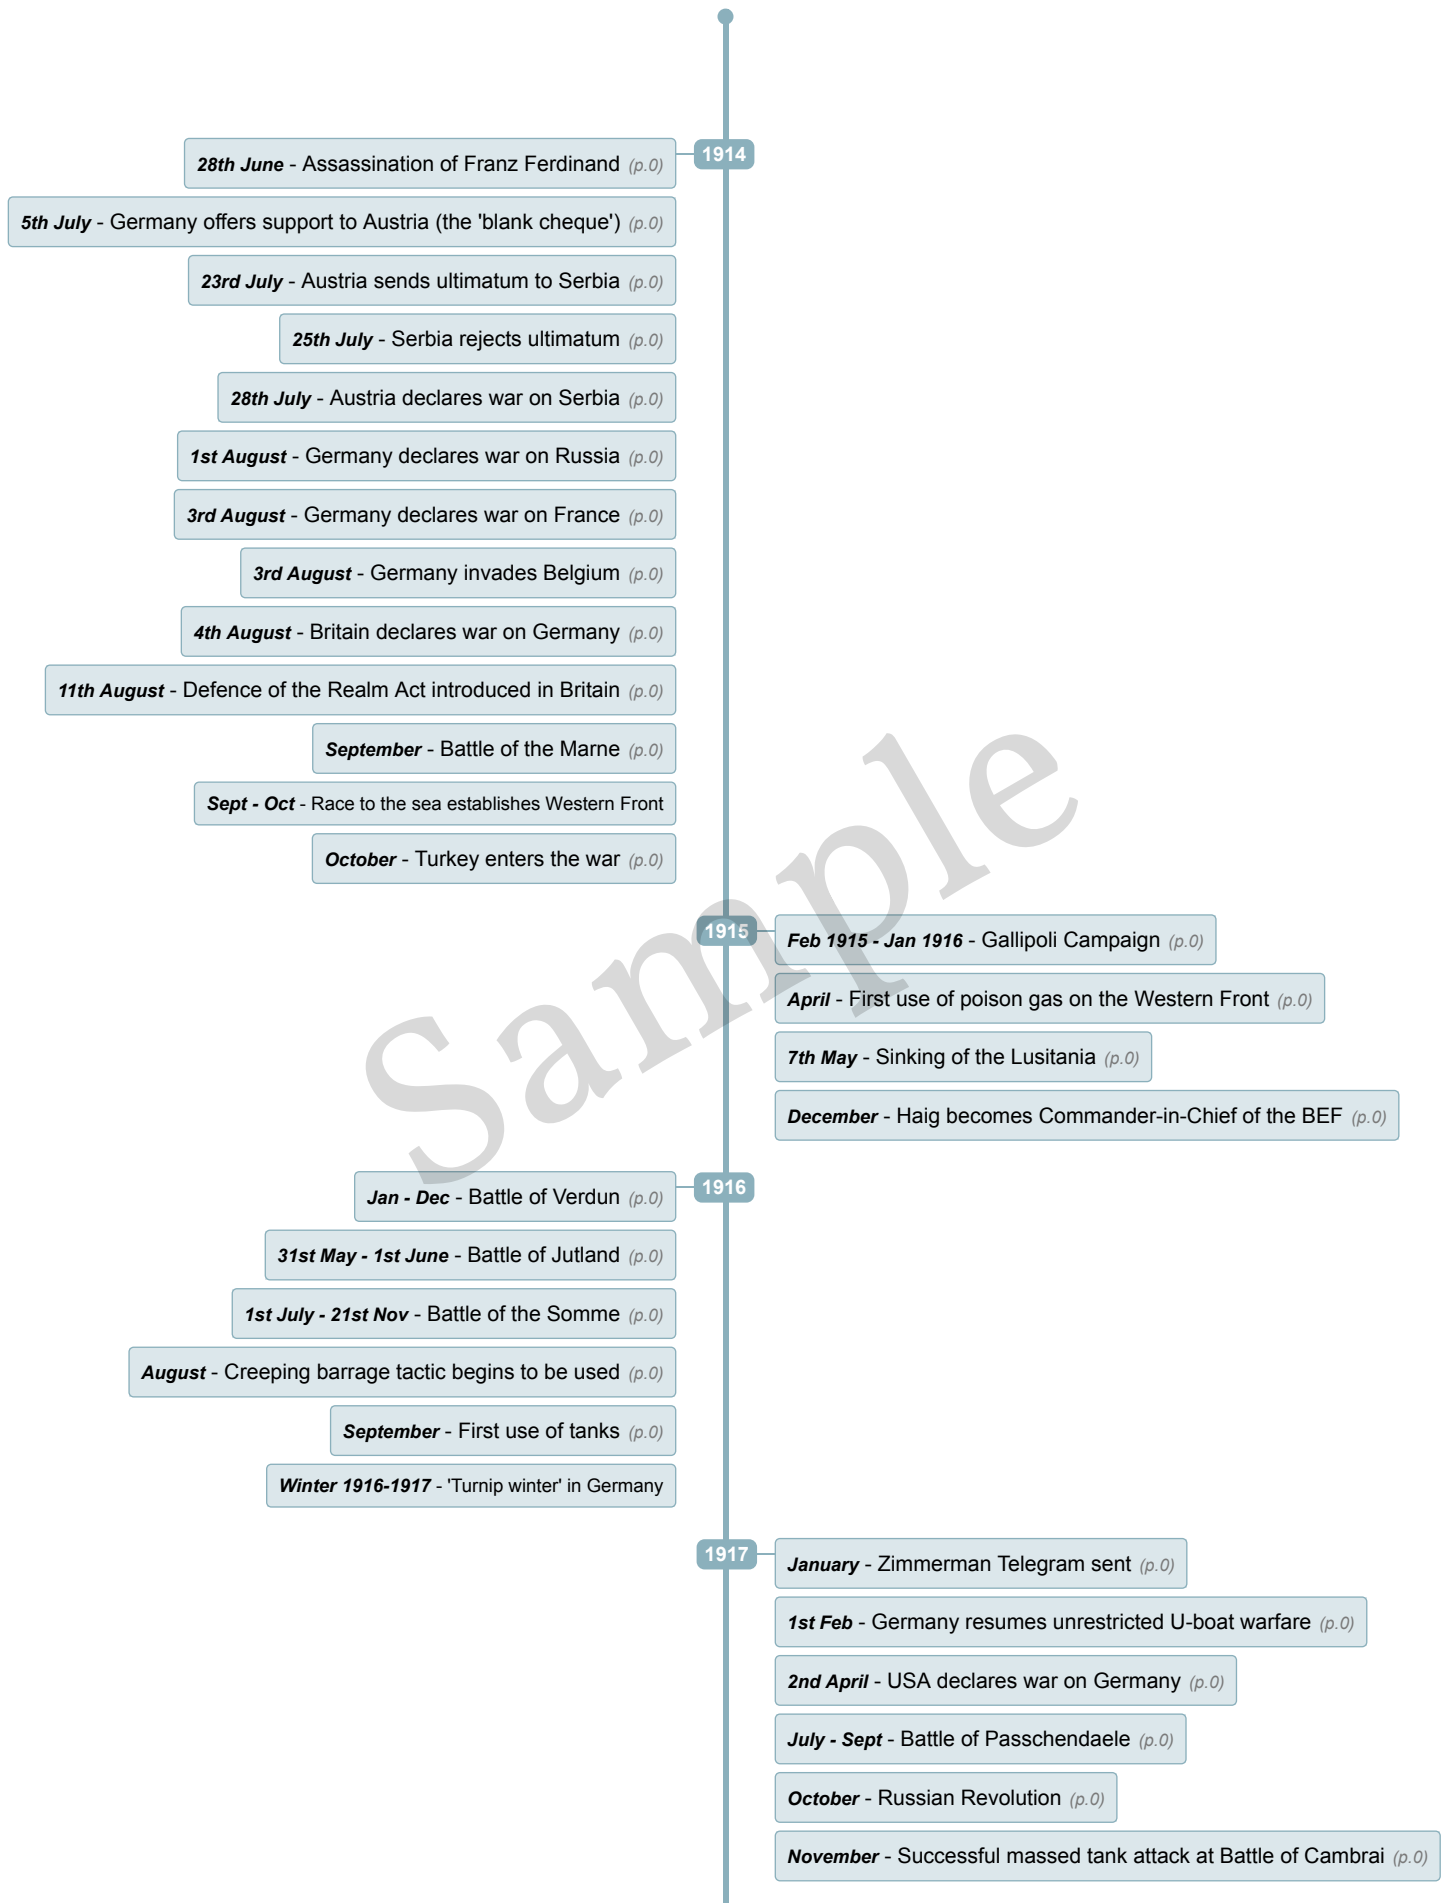 1914
28th June - Assassination of Franz Ferdinand (p.0)
5th July - Germany offers support to Austria (the 'blank cheque') (p.0)
23rd July - Austria sends ultimatum to Serbia (p.0)
25th July - Serbia rejects ultimatum (p.0)
28th July - Austria declares war on Serbia (p.0)
1st August - Germany declares war on Russia (p.0)
3rd August - Germany declares war on France (p.0)
3rd August - Germany invades Belgium (p.0)
4th August - Britain declares war on Germany (p.0)
11th August - Defence of the Realm Act introduced in Britain (p.0)
September - Battle of the Marne (p.0)
Sept - Oct - Race to the sea establishes Western Front
October - Turkey enters the war (p.0)
1915
Feb 1915 - Jan 1916 - Gallipoli Campaign (p.0)
April - First use of poison gas on the Western Front (p.0)
7th May - Sinking of the Lusitania (p.0)
December - Haig becomes Commander-in-Chief of the BEF (p.0)
Sample
1916
Jan - Dec - Battle of Verdun (p.0)
31st May - 1st June - Battle of Jutland (p.0)
1st July - 21st Nov - Battle of the Somme (p.0)
August - Creeping barrage tactic begins to be used (p.0)
September - First use of tanks (p.0)
Winter 1916-1917 - 'Turnip winter' in Germany
1917
January - Zimmerman Telegram sent (p.0)
1st Feb - Germany resumes unrestricted U-boat warfare (p.0)
2nd April - USA declares war on Germany (p.0)
July - Sept - Battle of Passchendaele (p.0)
October - Russian Revolution (p.0)
November - Successful massed tank attack at Battle of Cambrai (p.0)